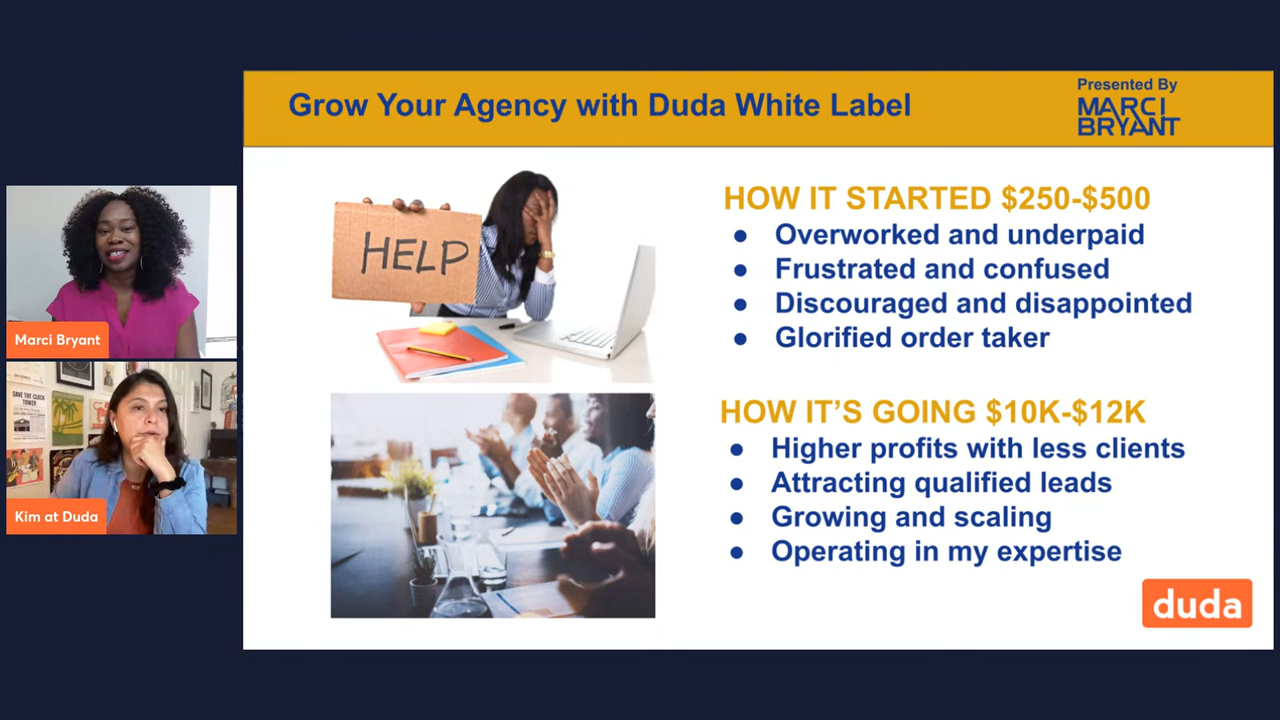 Grow Your Agency with Duda White Label
Presented By
MARCI
BRYANT
HELP
HOW IT STARTED $250-$500
● Overworked and underpaid
● Frustrated and confused
● Discouraged and disappointed
● Glorified order taker
HOW IT'S GOING $10K-$12K
● Higher profits with less clients
● Attracting qualified leads
● Growing and scaling
● Operating in my expertise
duda
Marci Bryant
SAVE THE CLOCK
TOWER
Kim at Duda